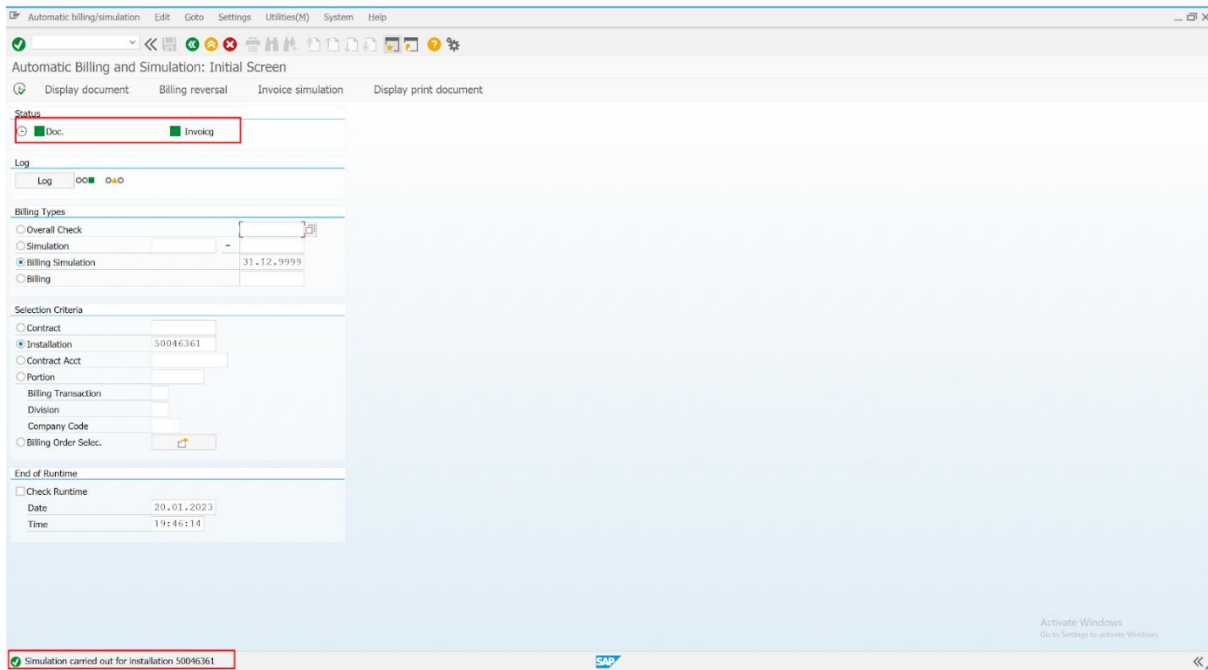 Automatic billing/simulation Edit Goto Settings Utilities(M) System Help
Automatic Billing and Simulation: Initial Screen
Display document Billing reversal Invoice simulation Display print document
Status
Doc. Invoicg
Log
Log
Billing Types
Overall Check
Simulation -
Billing Simulation 31.12.9999
Billing
Selection Criteria
Contract
Installation 50046361
Contract Acct
Portion
Billing Transaction
Division
Company Code
Billing Order Selec.
End of Runtime
Check Runtime
Date 20.01.2023
Time 19:46:14
Activate Windows
Go to Settings to activate Windows.
Simulation carried out for installation 50046361
SAP